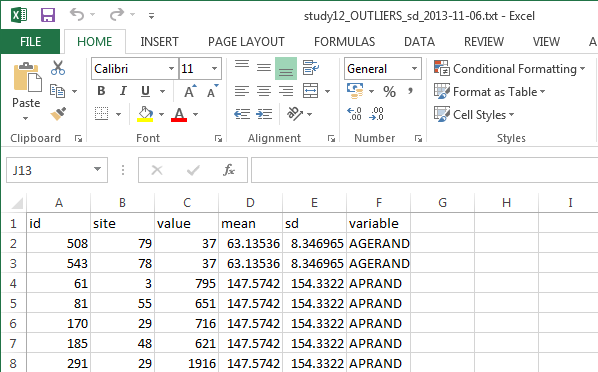 study12_OUTLIERS_sd_2013-11-06.txt - Excel
FILE HOME INSERT PAGE LAYOUT FORMULAS DATA REVIEW VIEW A
Paste
Calibri 11
B I U A A
A
General
$ % ,
.00 .0
Conditional Formatting
Format as Table
Cell Styles
Clipboard Font Alignment Number Styles
J13 fx
A B C D E F G H I
1 id site value mean sd variable
2 508 79 37 63.13536 8.346965 AGERAND
3 543 78 37 63.13536 8.346965 AGERAND
4 61 3 795 147.5742 154.3322 APRAND
5 81 55 651 147.5742 154.3322 APRAND
6 170 29 716 147.5742 154.3322 APRAND
7 185 48 621 147.5742 154.3322 APRAND
8 291 29 1916 147.5742 154.3322 APRAND